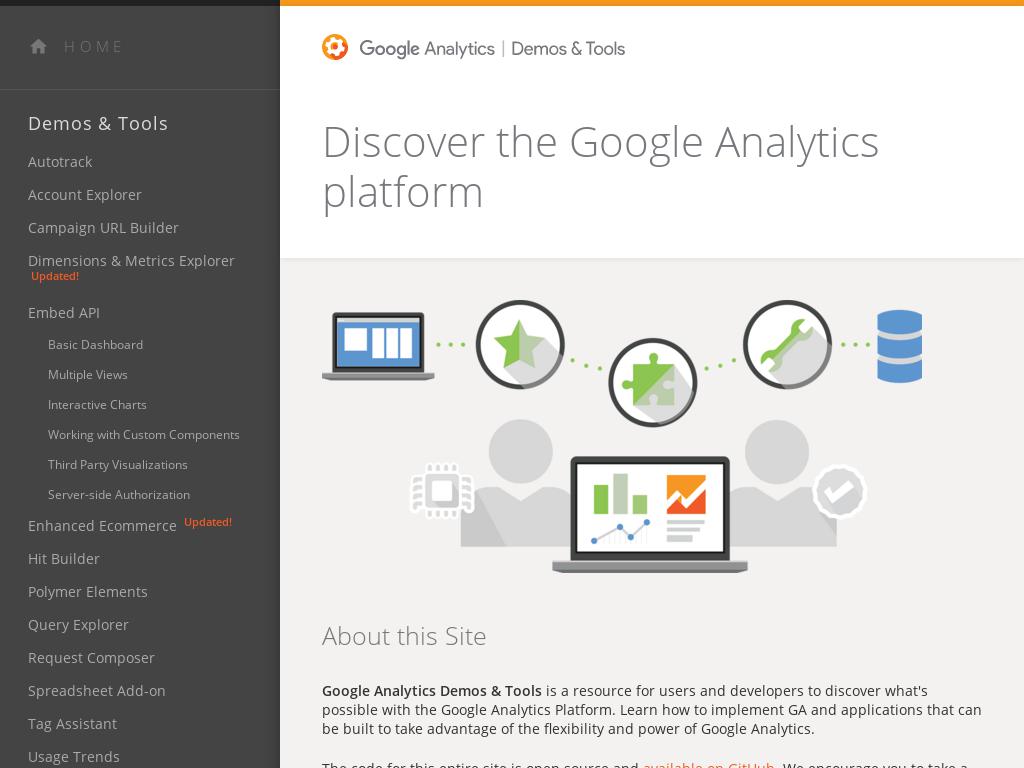 HOME
Demos & Tools
Autotrack
Account Explorer
Campaign URL Builder
Dimensions & Metrics Explorer
Updated!
Embed API
Basic Dashboard
Multiple Views
Interactive Charts
Working with Custom Components
Third Party Visualizations
Server-side Authorization
Enhanced Ecommerce Updated!
Hit Builder
Polymer Elements
Query Explorer
Request Composer
Spreadsheet Add-on
Tag Assistant
Usage Trends
Google Analytics | Demos & Tools
Discover the Google Analytics
platform
About this Site
Google Analytics Demos & Tools is a resource for users and developers to discover what's
possible with the Google Analytics Platform. Learn how to implement GA and applications that can
be built to take advantage of the flexibility and power of Google Analytics.
The code for this entire site is open source and available on GitHub. We encourage you to take a